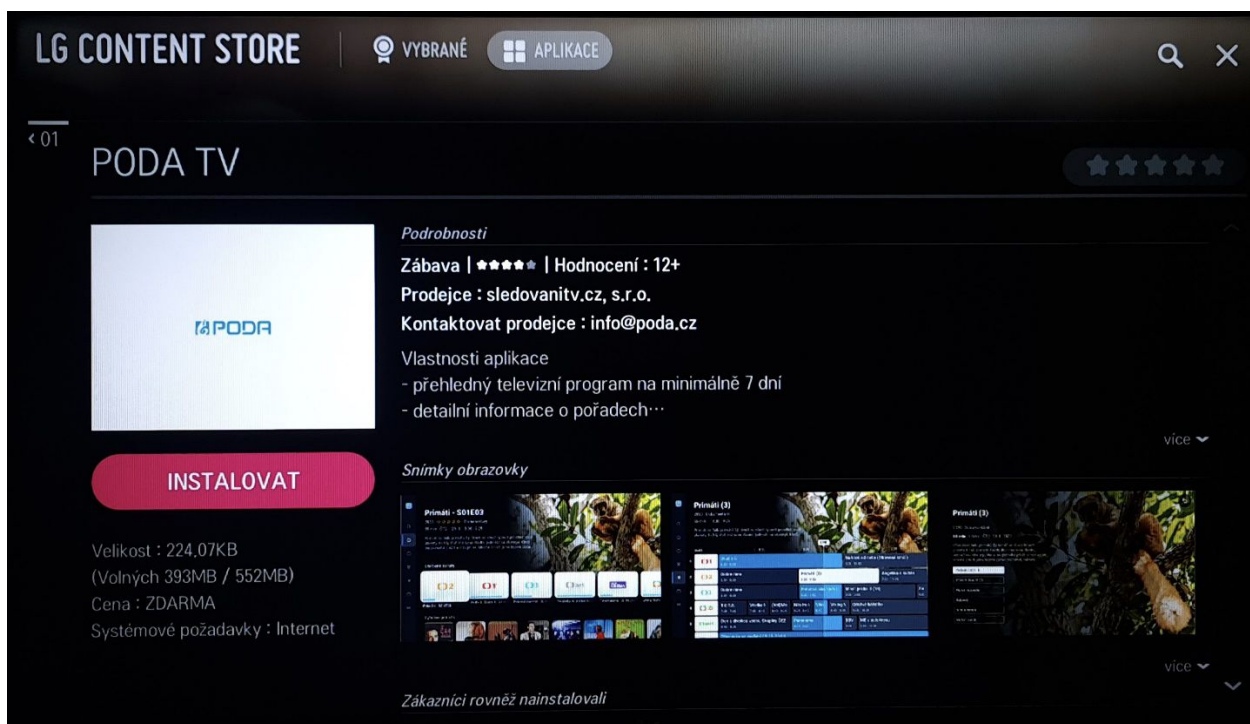 LG CONTENT STORE
VYBRANÉ
APLIKACE
01
PODA TV
Podrobnosti
Zábava | | Hodnocení : 12+
Prodejce : sledovanitv.cz, s.r.o.
Kontaktovat prodejce : info@poda.cz
Vlastnosti aplikace
- přehledný televizní program na minimálně 7 dní
- detailní informace o pořadech…
více
PODA
INSTALOVAT
Velikost : 224,07KB
(Volných 393MB / 552MB)
Cena : ZDARMA
Systémové požadavky : Internet
Snímky obrazovky
Primáti - S01E03
Primáti (3)
Primáti (3)
více
Zákazníci rovněž nainstalovali